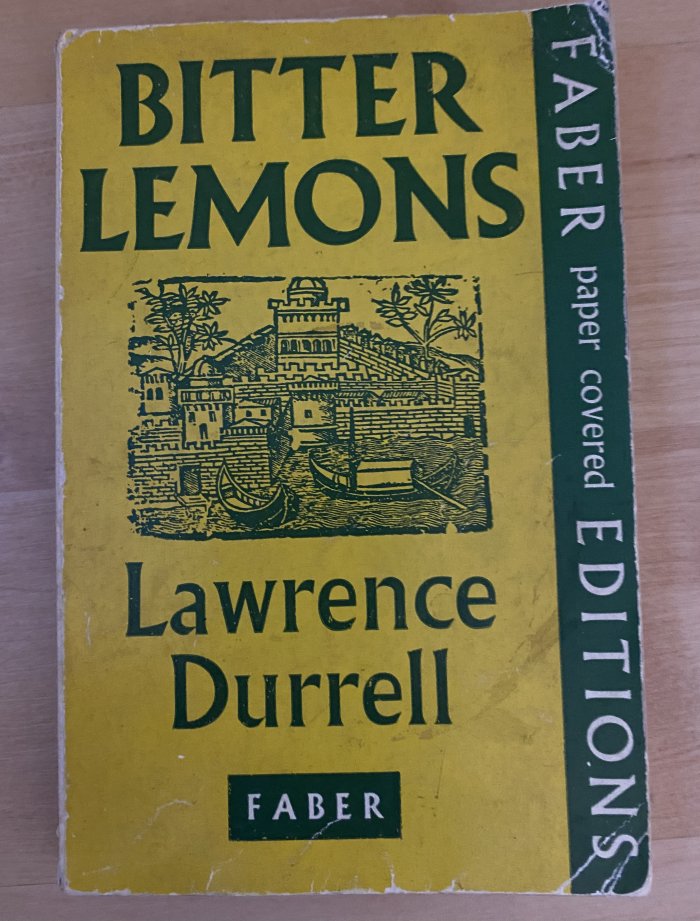 BITTER
LEMONS
Lawrence
Durrell
FABER
FABER paper covered EDITIONS